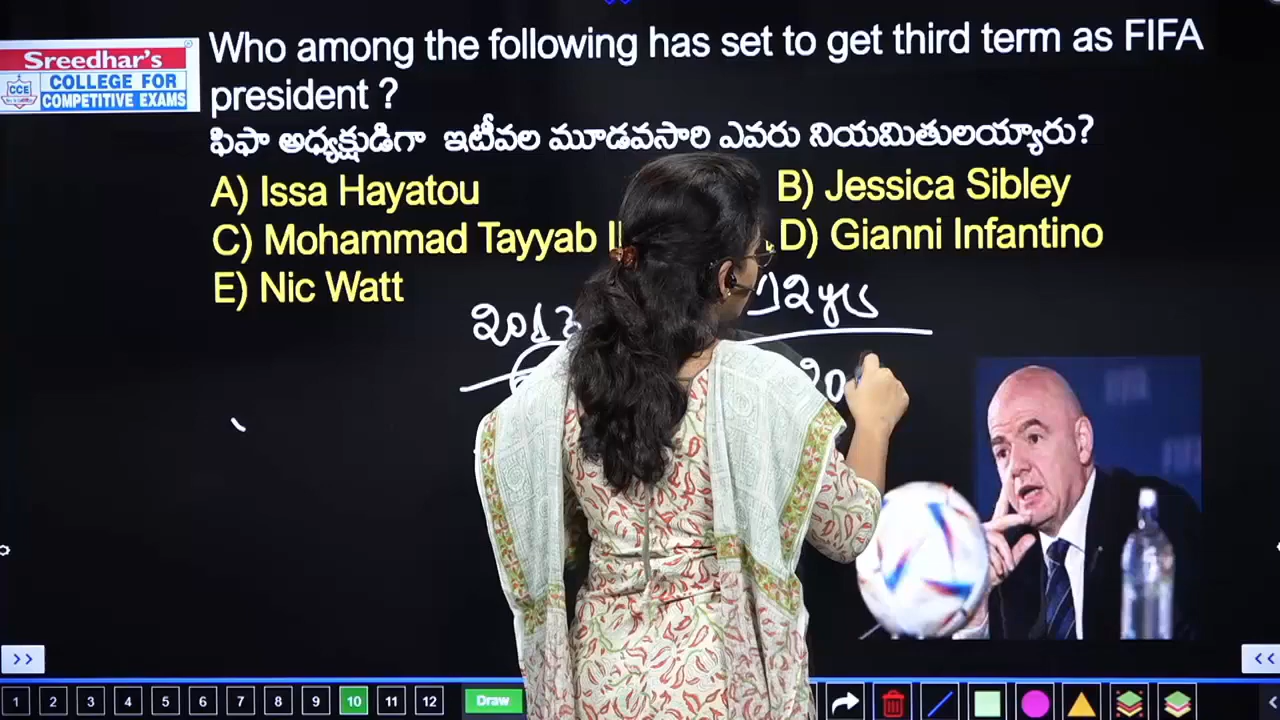 Sreedhar's
CCE
COLLEGE FOR
COMPETITIVE EXAMS
Who among the following has set to get third term as FIFA
president ?
ఫిఫా అధ్యక్షుడిగా ఇటీవల మూడవసారి ఎవరు నియమితులయ్యారు?
A) Issa Hayatou
B) Jessica Sibley
C) Mohammad Tayyab
D) Gianni Infantino
E) Nic Watt
12 yrs
20
>>
<<
1 2 3 4 5 6 7 8 9 10 11 12
Draw